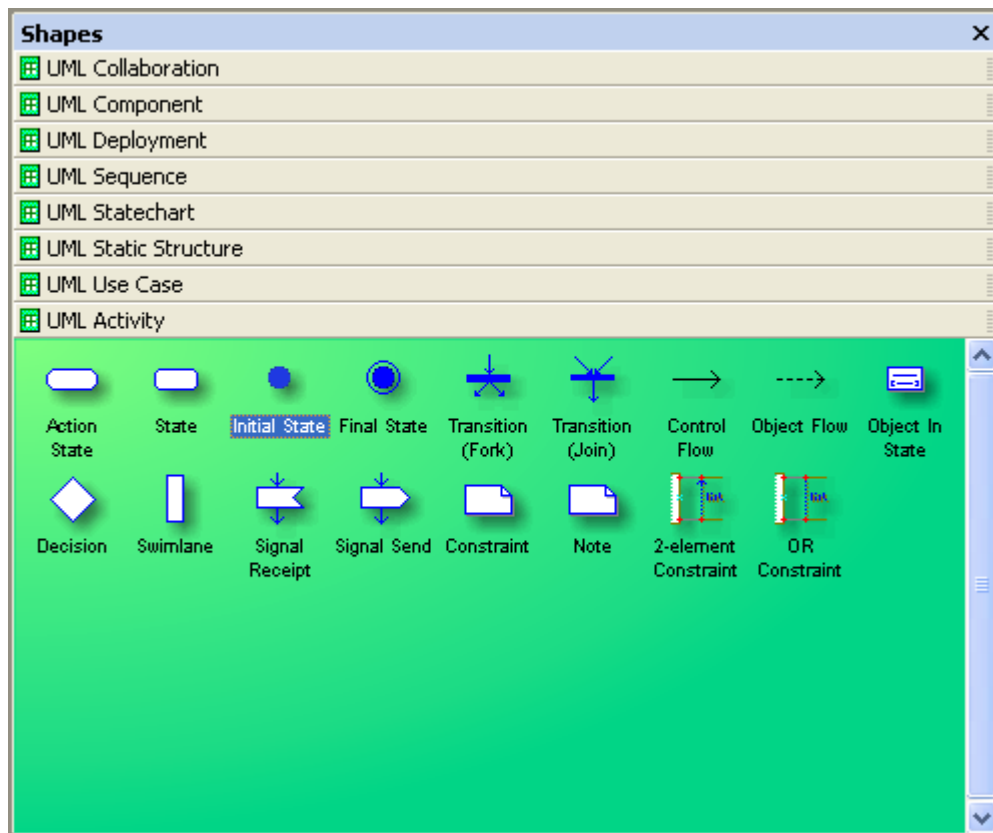 Shapes
UML Collaboration
UML Component
UML Deployment
UML Sequence
UML Statechart
UML Static Structure
UML Use Case
UML Activity
Action State
State
Initial State
Final State
Transition (Fork)
Transition (Join)
Control Flow
Object Flow
Object In State
Decision
Swimlane
Signal Receipt
Signal Send
Constraint
Note
2-element Constraint
OR Constraint